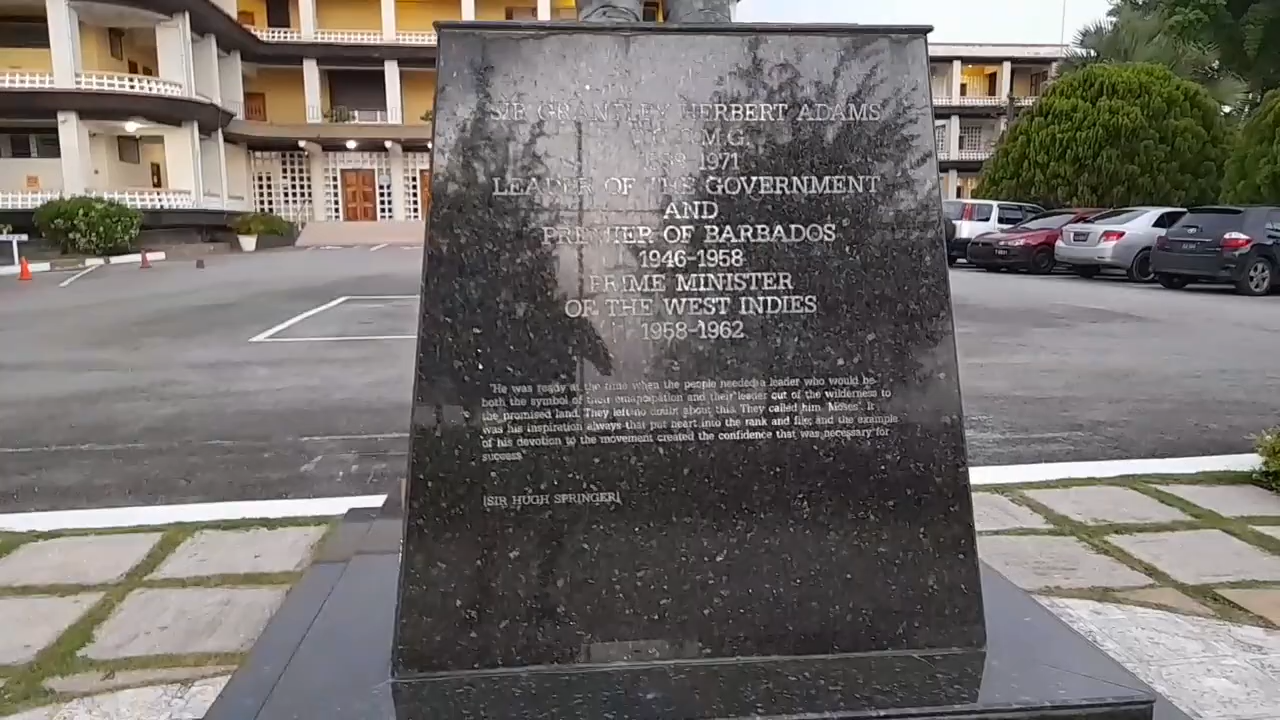 SIR GRANTLEY HERBERT ADAMS
C.M.G.
1898-1971
LEADER OF THE GOVERNMENT
AND
PREMIER OF BARBADOS
1946-1958
PRIME MINISTER
OF THE WEST INDIES
1958-1962
"He was ready at the time when the people needed a leader who would be
both the symbol of their emancipation and their leader out of the wilderness to
the promised land. They left no doubt about this. They called him 'Moses'. It
was his inspiration always that put heart into the rank and file; and the example
of his devotion to the movement created the confidence that was necessary for
success"
[SIR HUGH SPRINGER]